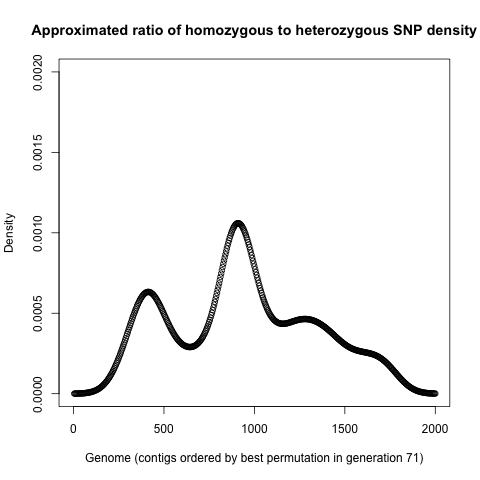 Approximated ratio of homozygous to heterozygous SNP density
0.0020
0.0015
0.0010
0.0005
0.0000
Density
0 500 1000 1500 2000
Genome (contigs ordered by best permutation in generation 71)